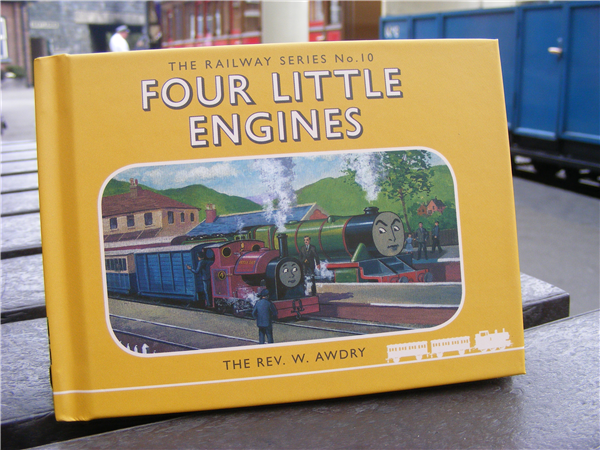 THE RAILWAY SERIES No.10
FOUR LITTLE
ENGINES
THE REV. W. AWDRY